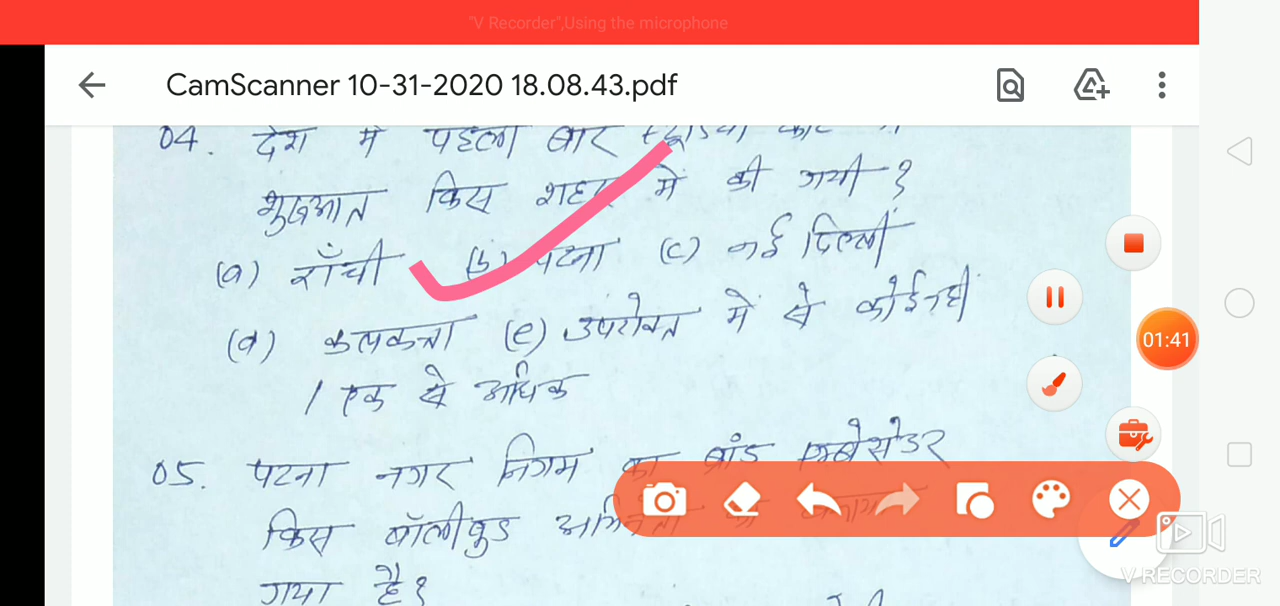 "V Recorder",Using the microphone
CamScanner 10-31-2020 18.08.43.pdf
04. देश में पहला बार
शुरुआत किस शहर में की गयी ?
(a) राँची (b) पटना (c) नई दिल्ली
(d) कलकत्ता (e) उपरोक्त में से कोई नहीं
/ एक से अधिक
01:41
05. पटना नगर निगम का ब्रांड एम्बेसेडर
किस बॉलीवुड
गया है?
V RECORDER